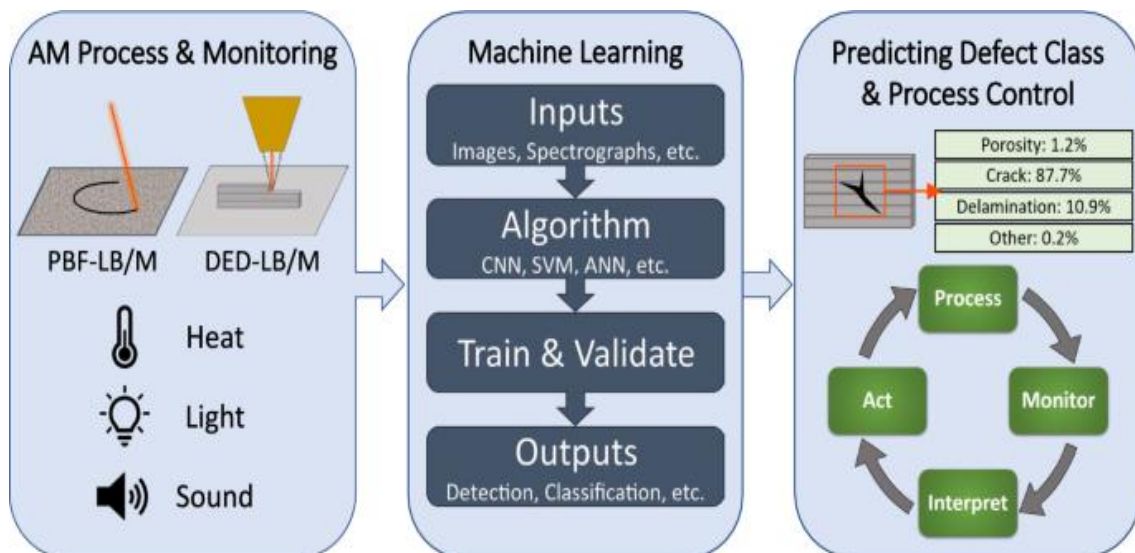 AM Process & Monitoring
PBF-LB/M
DED-LB/M
Heat
Light
Sound
Machine Learning
Inputs
Images, Spectrographs, etc.
Algorithm
CNN, SVM, ANN, etc.
Train & Validate
Outputs
Detection, Classification, etc.
Predicting Defect Class
& Process Control
Porosity: 1.2%
Crack: 87.7%
Delamination: 10.9%
Other: 0.2%
Process
Monitor
Interpret
Act